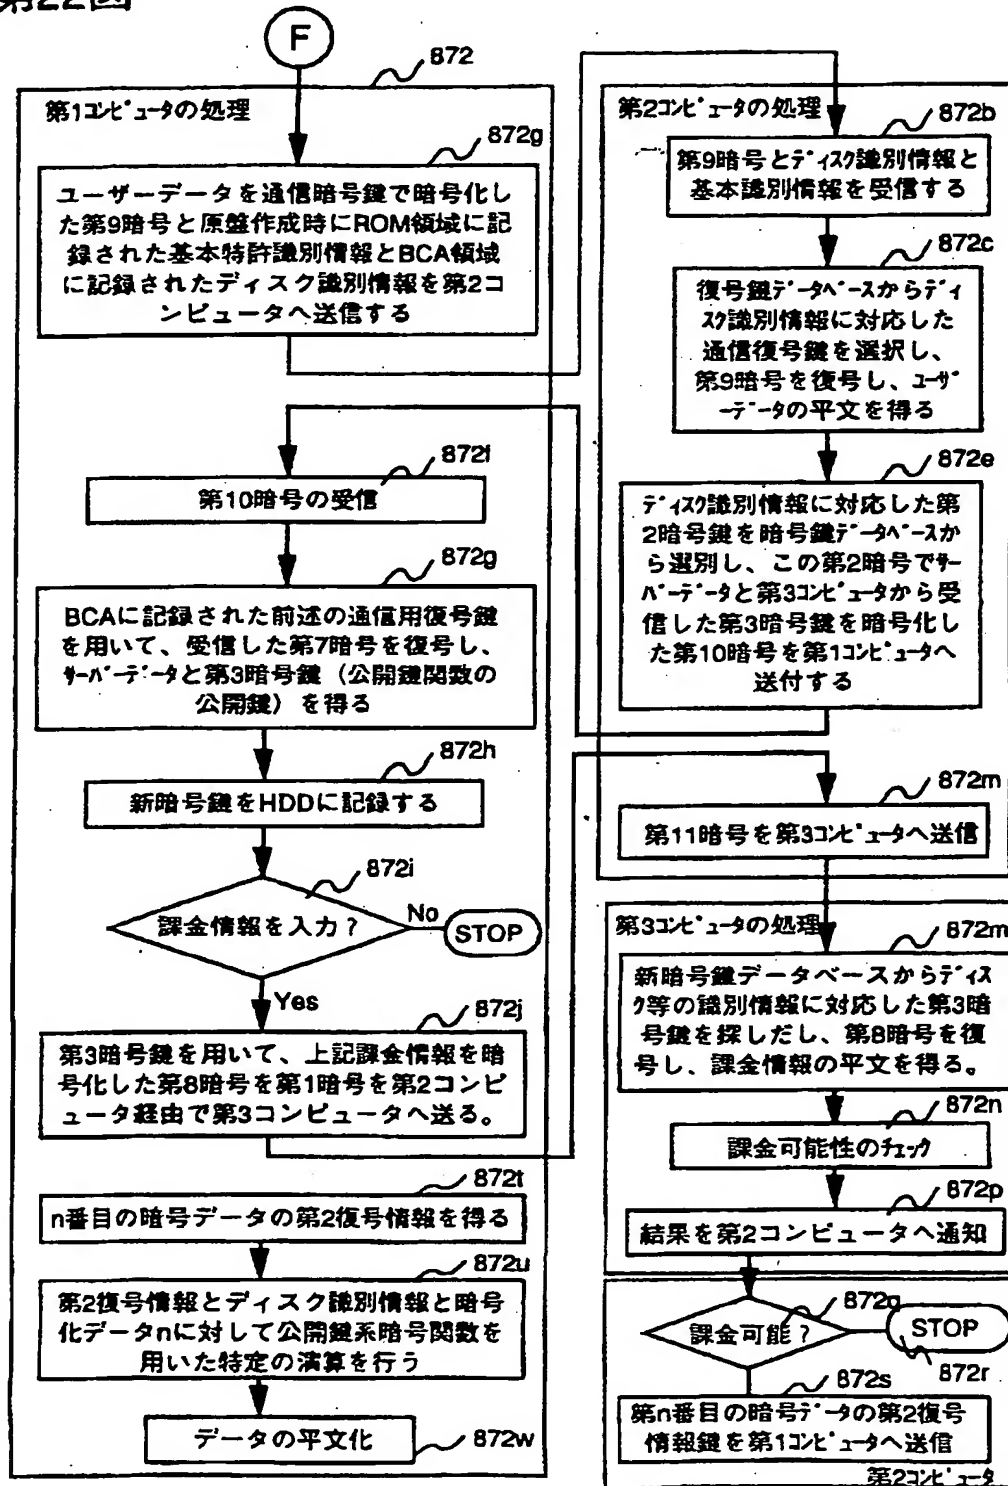 第22図
F
872
第1ｺﾝﾋﾟｭｰﾀの処理
872g
ユーザーデータを通信暗号鍵で暗号化し
た第9暗号と原盤作成時にROM領域に記
録された基本特許識別情報とBCA領域
に記録されたディスク識別情報を第2コ
ンピュータへ送信する
872f
第10暗号の受信
872g
BCAに記録された前述の通信用復号鍵
を用いて、受信した第7暗号を復号し、
ｻｰﾊﾞｰﾃﾞｰﾀと第3暗号鍵（公開鍵関数の
公開鍵）を得る
872h
新暗号鍵をHDDに記録する
872i
課金情報を入力？
No
STOP
Yes
872j
第3暗号鍵を用いて、上記課金情報を暗
号化した第8暗号を第1暗号を第2コンピ
ュータ経由で第3コンピュータへ送る。
872t
n番目の暗号データの第2復号情報を得る
872u
第2復号情報とディスク識別情報と暗号
化データnに対して公開鍵系暗号関数を
用いた特定の演算を行う
データの平文化
872w
第2ｺﾝﾋﾟｭｰﾀの処理
872b
第9暗号とﾃﾞｨｽｸ識別情報と
基本識別情報を受信する
872c
復号鍵ﾃﾞｰﾀﾍﾞｰｽからﾃﾞｨ
ｽｸ識別情報に対応した
通信復号鍵を選択し、
第9暗号を復号し、ﾕｰｻﾞ
ｰﾃﾞｰﾀの平文を得る
872e
ﾃﾞｨｽｸ識別情報に対応した第
2暗号鍵を暗号鍵ﾃﾞｰﾀﾍﾞｰｽか
ら選別し、この第2暗号でｻｰ
ﾊﾞｰﾃﾞｰﾀと第3ｺﾝﾋﾟｭｰﾀから受
信した第3暗号鍵を暗号化し
た第10暗号を第1ｺﾝﾋﾟｭｰﾀへ
送付する
872m
第11暗号を第3ｺﾝﾋﾟｭｰﾀへ送信
第3ｺﾝﾋﾟｭｰﾀの処理
872m
新暗号鍵データベースからﾃﾞｨｽ
ｸ等の識別情報に対応した第3暗
号鍵を探しだし、第8暗号を復
号し、課金情報の平文を得る。
872n
課金可能性のﾁｪｯｸ
872p
結果を第2コンピュータへ通知
872q
課金可能？
STOP
872r
872s
第n番目の暗号ﾃﾞｰﾀの第2復号
情報鍵を第1ｺﾝﾋﾟｭｰﾀへ送信
第2ｺﾝﾋﾟｭｰﾀ